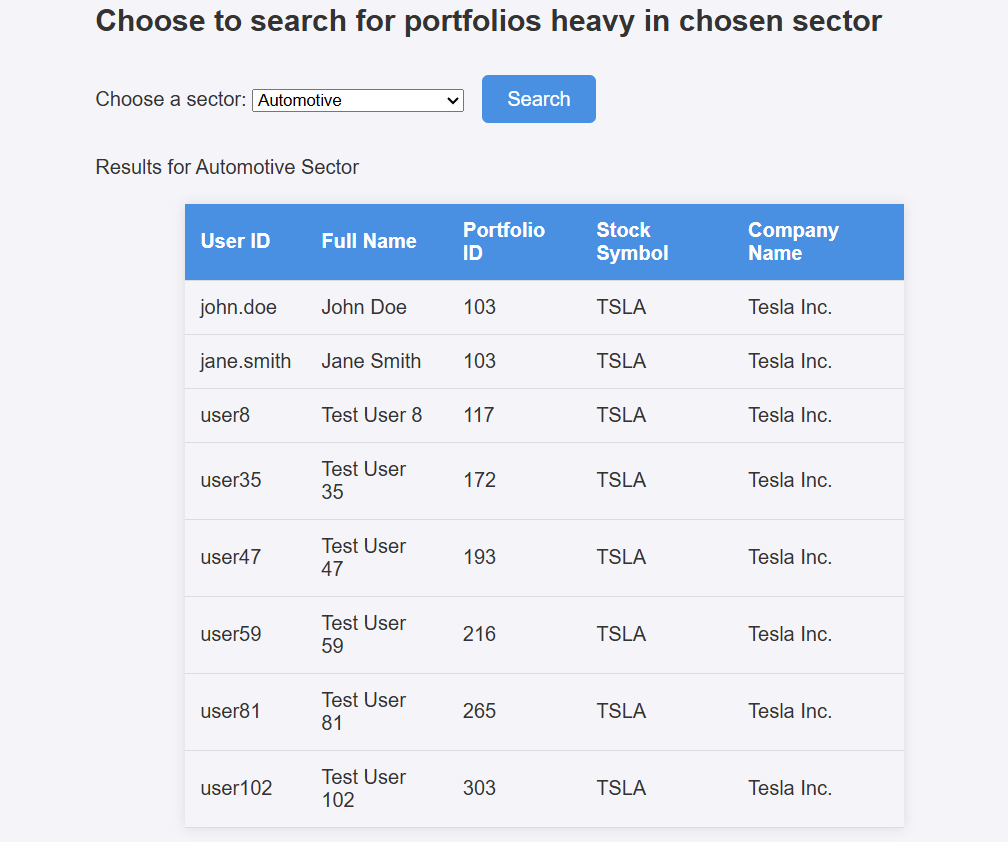 Choose to search for portfolios heavy in chosen sector
Choose a sector: Automotive Search
Results for Automotive Sector
User ID Full Name Portfolio ID Stock Symbol Company Name
john.doe John Doe 103 TSLA Tesla Inc.
jane.smith Jane Smith 103 TSLA Tesla Inc.
user8 Test User 8 117 TSLA Tesla Inc.
user35 Test User 35 172 TSLA Tesla Inc.
user47 Test User 47 193 TSLA Tesla Inc.
user59 Test User 59 216 TSLA Tesla Inc.
user81 Test User 81 265 TSLA Tesla Inc.
user102 Test User 102 303 TSLA Tesla Inc.